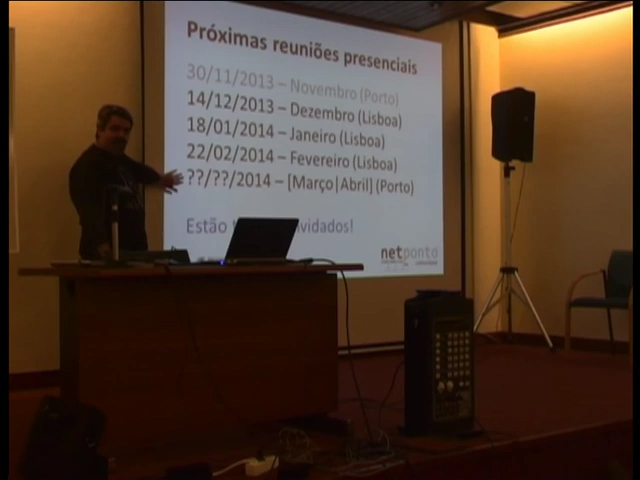 Próximas reuniões presenciais
30/11/2013 – Novembro (Porto)
14/12/2013 – Dezembro (Lisboa)
18/01/2014 – Janeiro (Lisboa)
22/02/2014 – Fevereiro (Lisboa)
??/??/2014 – [Março|Abril] (Porto)
Estão
netponto